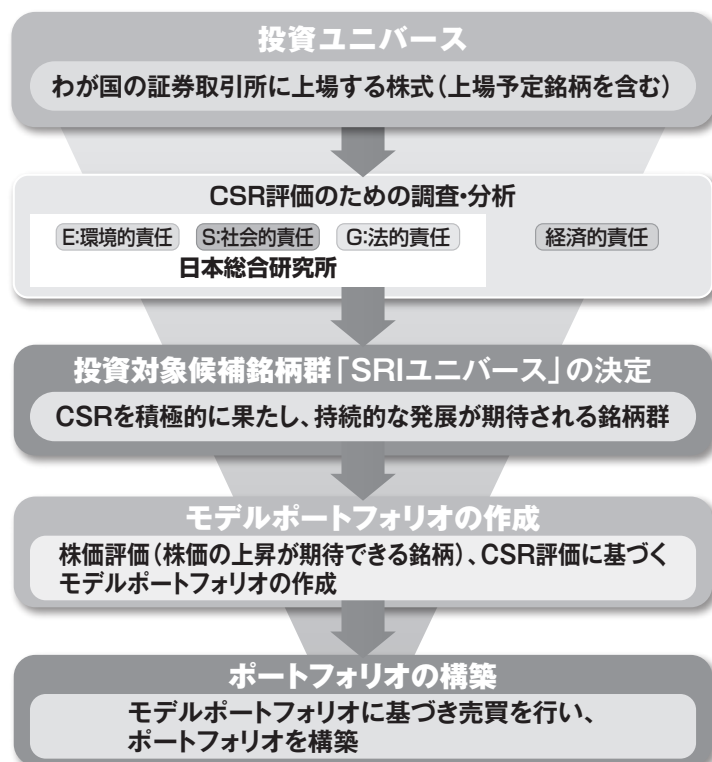 投資ユニバース
わが国の証券取引所に上場する株式（上場予定銘柄を含む）
CSR評価のための調査・分析
E:環境的責任 S:社会的責任 G:法的責任 経済的責任
日本総合研究所
投資対象候補銘柄群「SRIユニバース」の決定
CSRを積極的に果たし、持続的な発展が期待される銘柄群
モデルポートフォリオの作成
株価評価（株価の上昇が期待できる銘柄）、CSR評価に基づく
モデルポートフォリオの作成
ポートフォリオの構築
モデルポートフォリオに基づき売買を行い、
ポートフォリオを構築